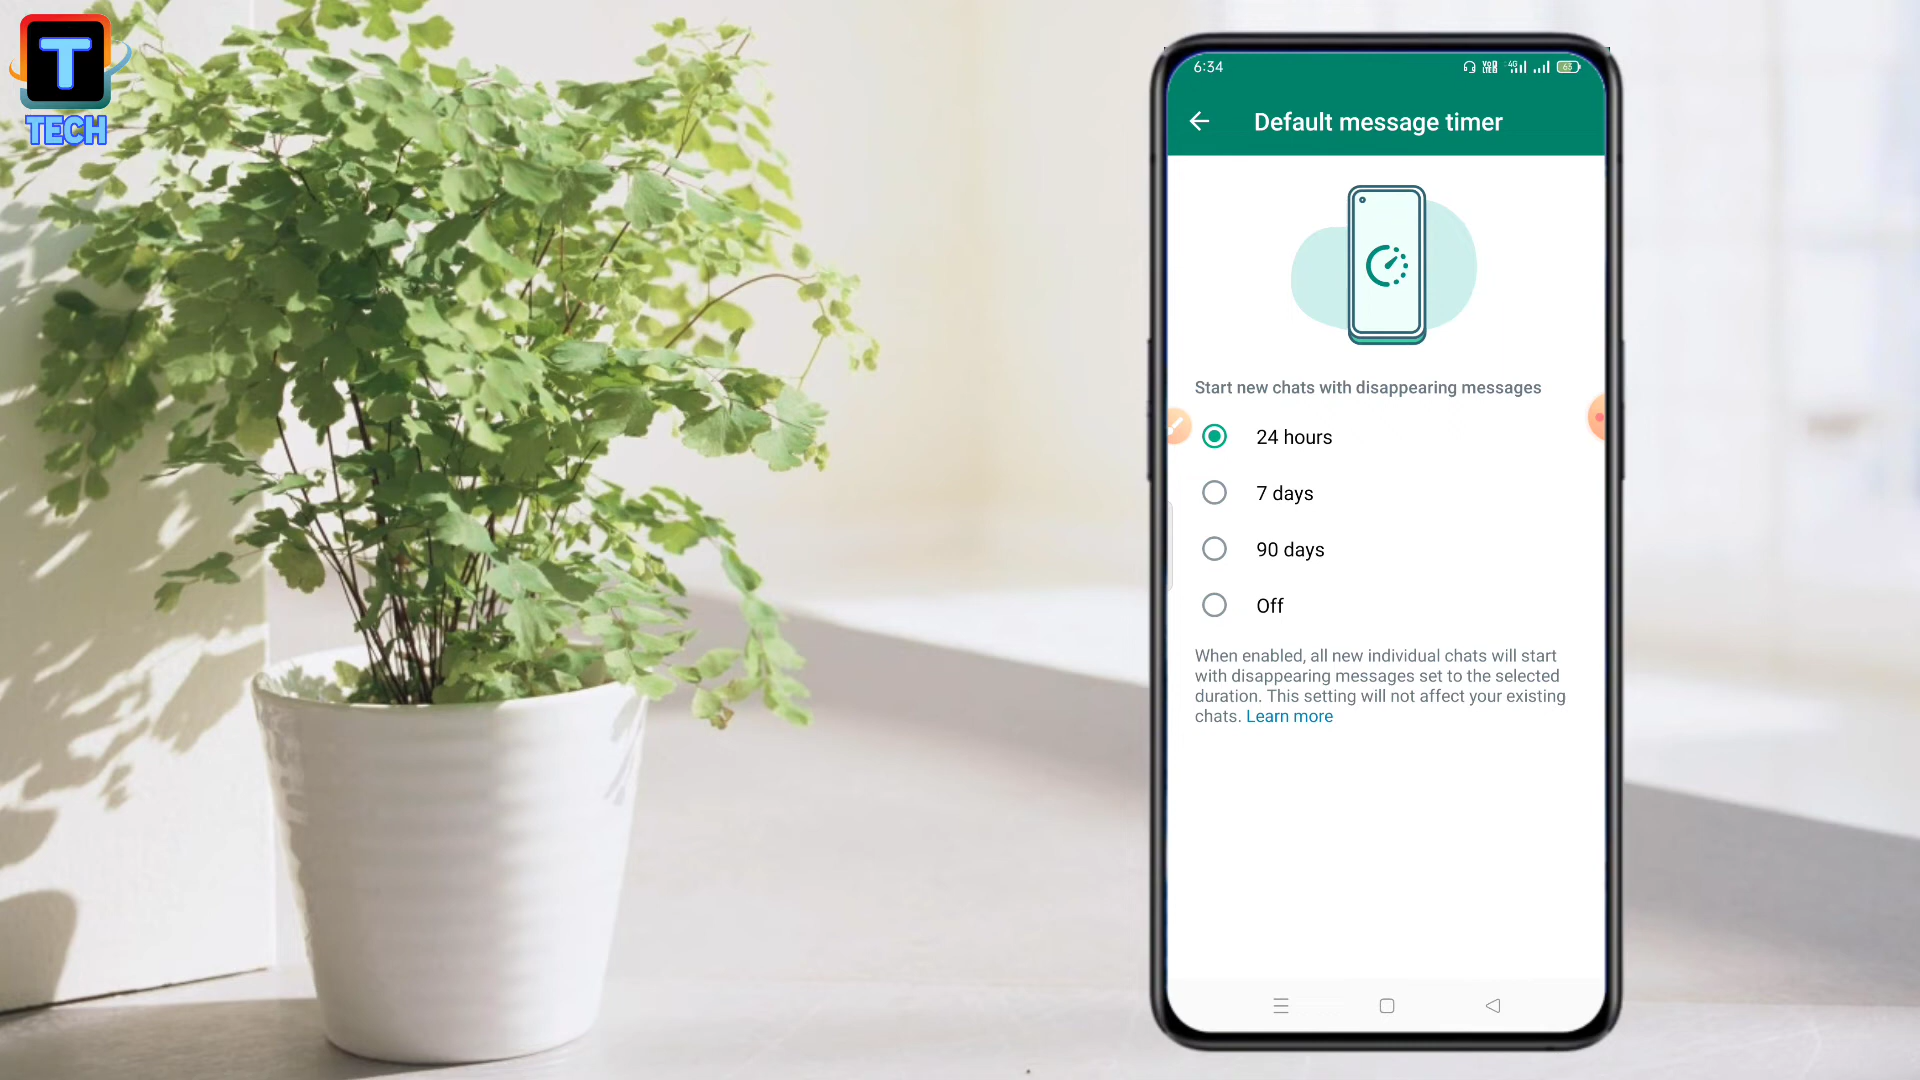 T
TECH
6:34
4G
63
Default message timer
Start new chats with disappearing messages
24 hours
7 days
90 days
Off
When enabled, all new individual chats will start
with disappearing messages set to the selected
duration. This setting will not affect your existing
chats. Learn more